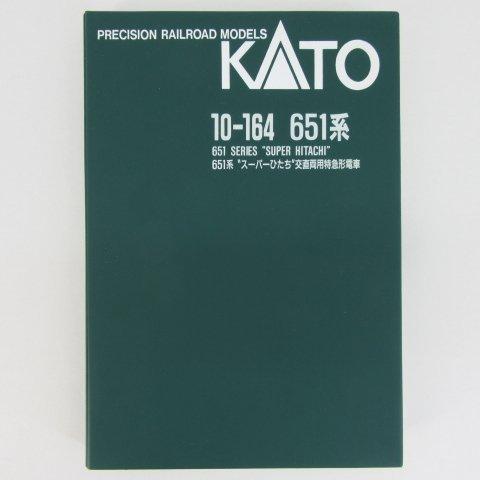 PRECISION RAILROAD MODELS
KATO
10-164 651系
651 SERIES "SUPER HITACHI"
651系 "スーパーひたち"交直両用特急形電車